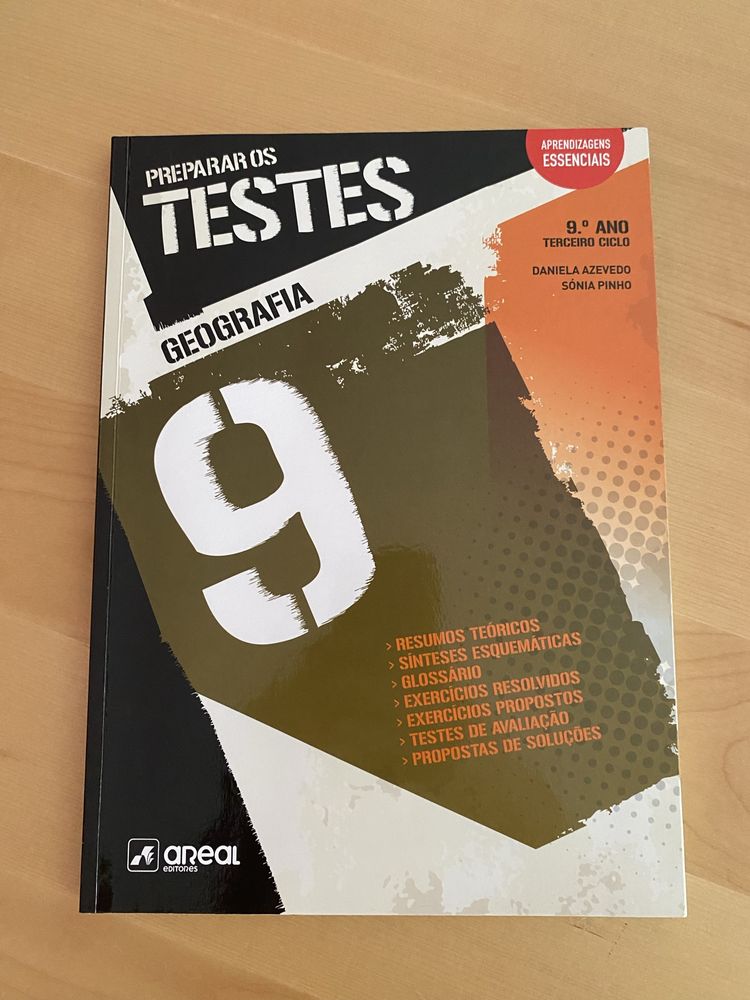 PREPARAR OS
TESTES
APRENDIZAGENS
ESSENCIAIS
9.º ANO
TERCEIRO CICLO
DANIELA AZEVEDO
SÓNIA PINHO
GEOGRAFIA
9
> RESUMOS TEÓRICOS
> SÍNTESES ESQUEMÁTICAS
> GLOSSÁRIO
> EXERCÍCIOS RESOLVIDOS
> EXERCÍCIOS PROPOSTOS
> TESTES DE AVALIAÇÃO
> PROPOSTAS DE SOLUÇÕES
areal
EDITORES